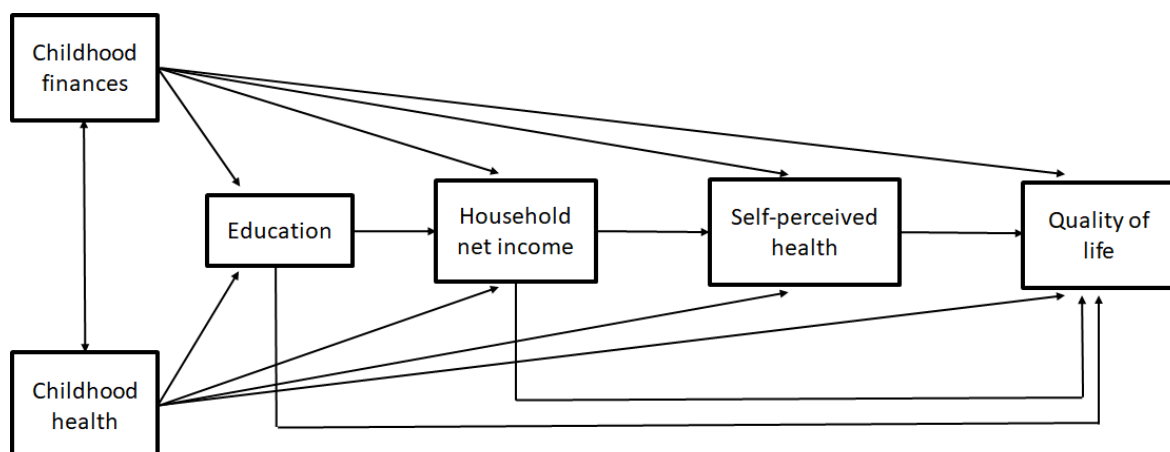 Childhood
finances
Education
Household
net income
Self-perceived
health
Quality of
life
Childhood
health